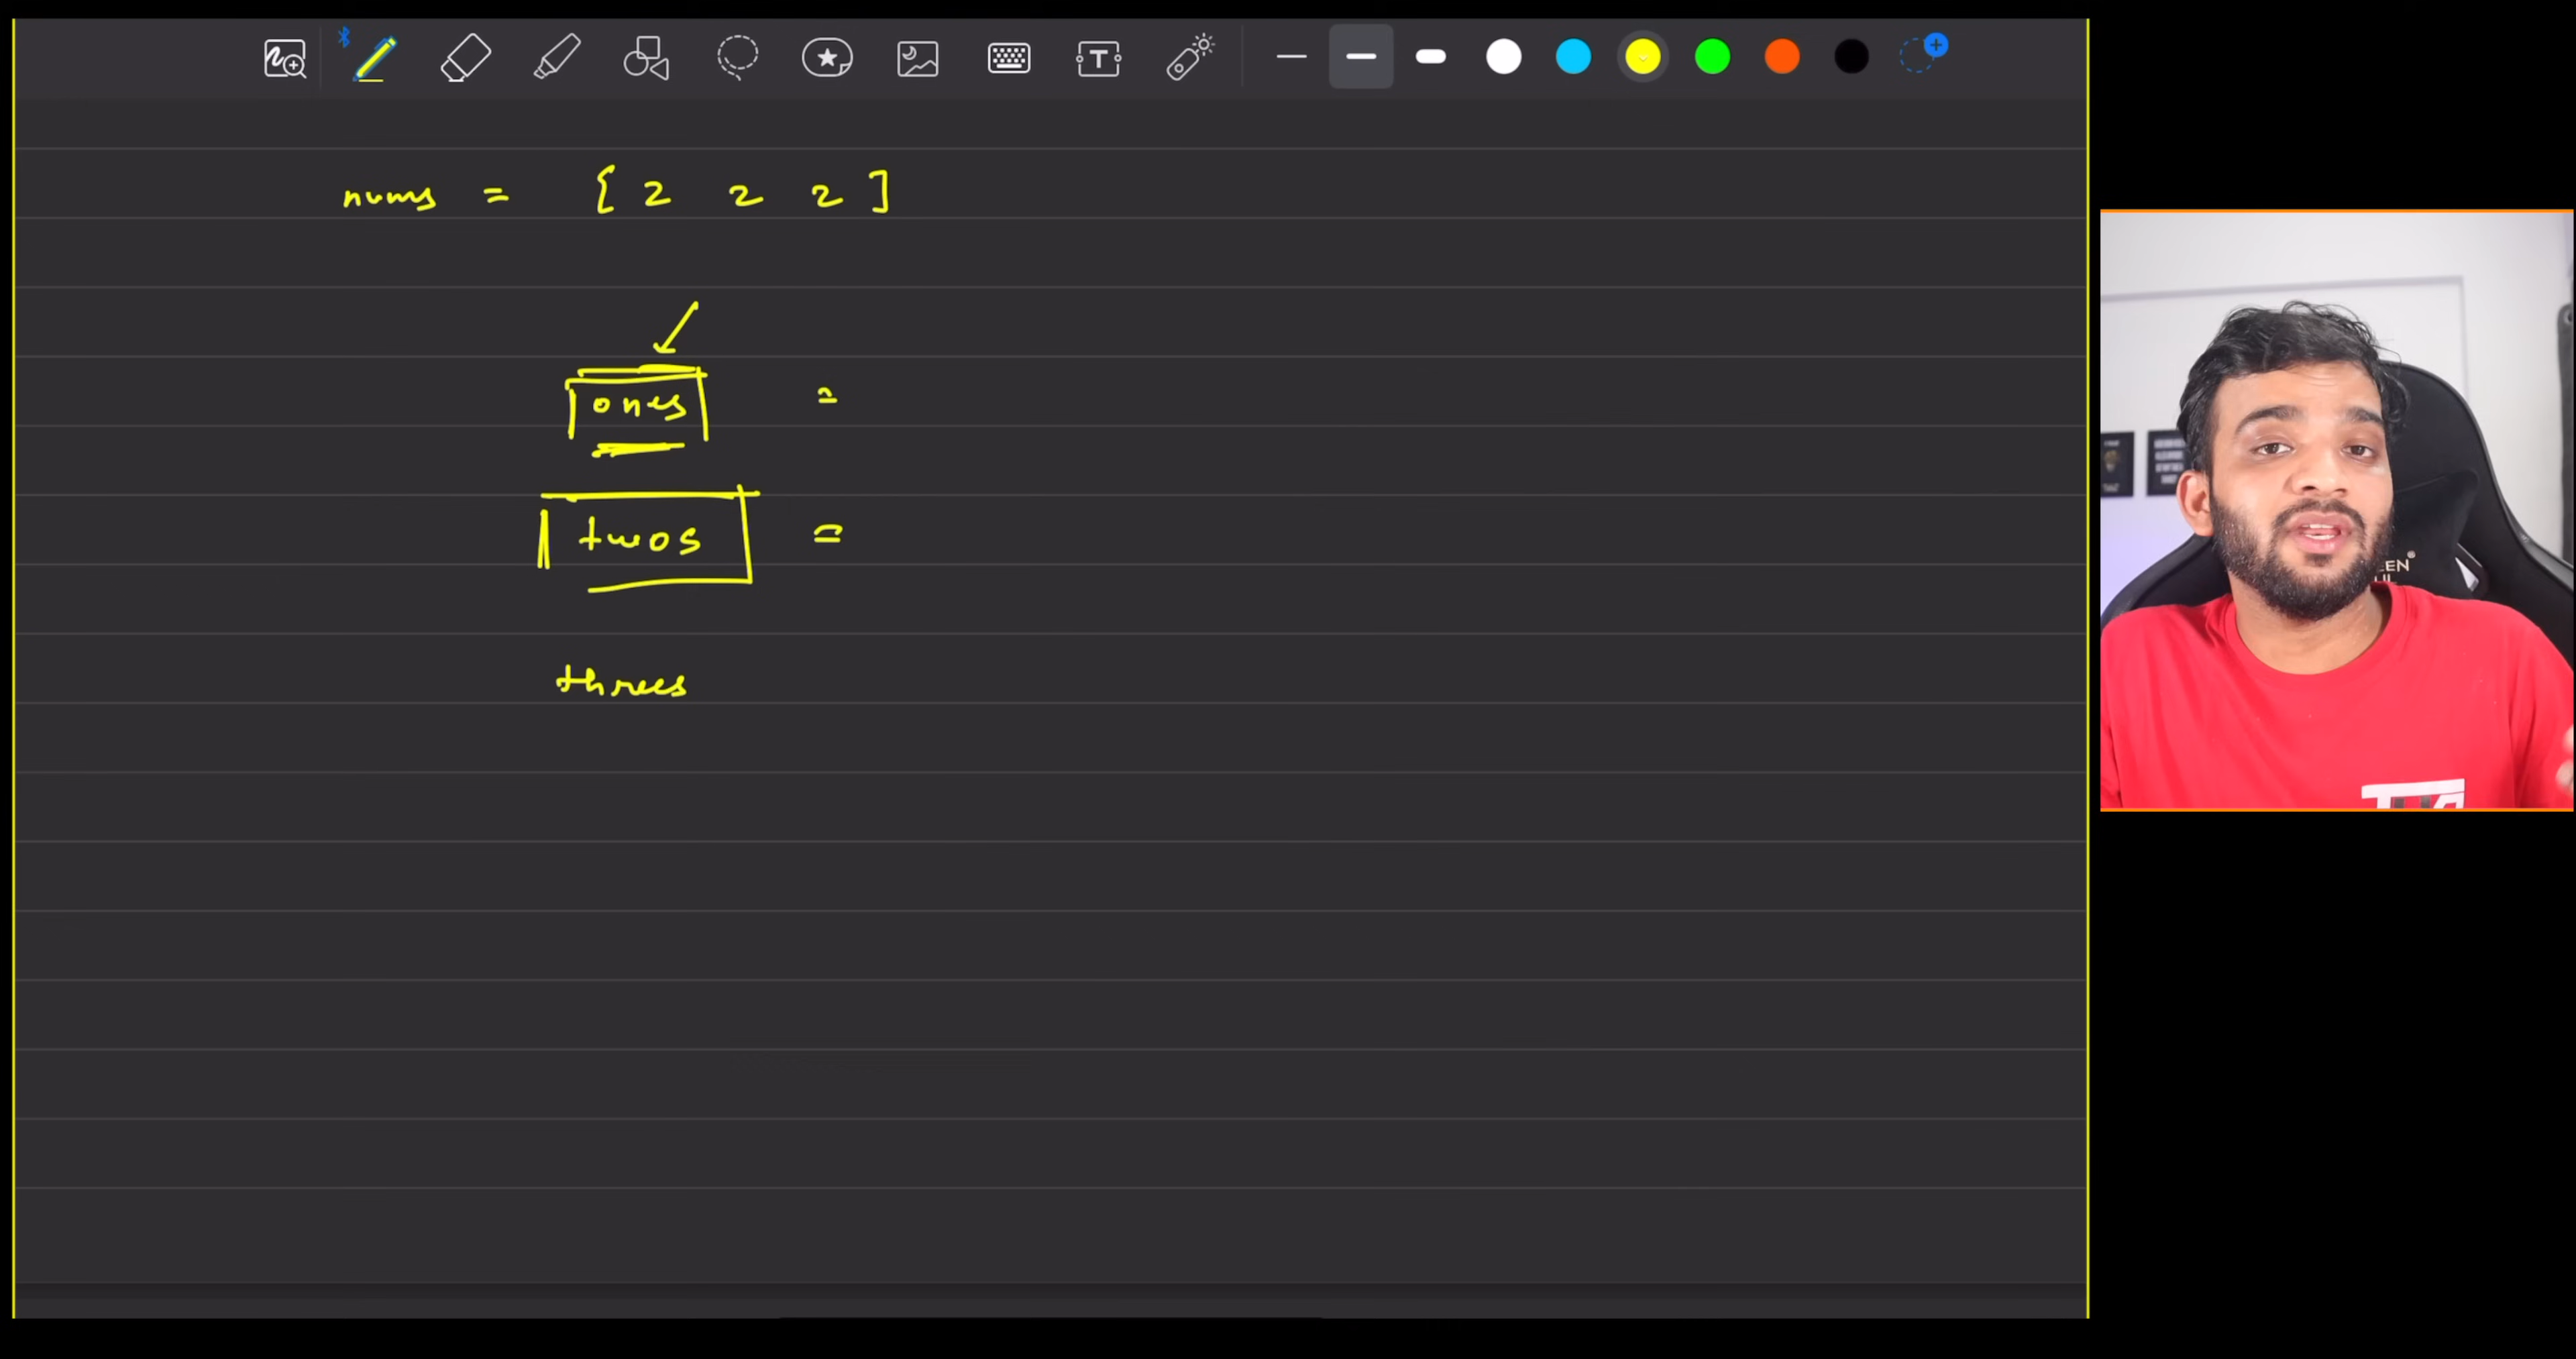 nums = [ 2 2 2 ]
ones =
twos =
threes